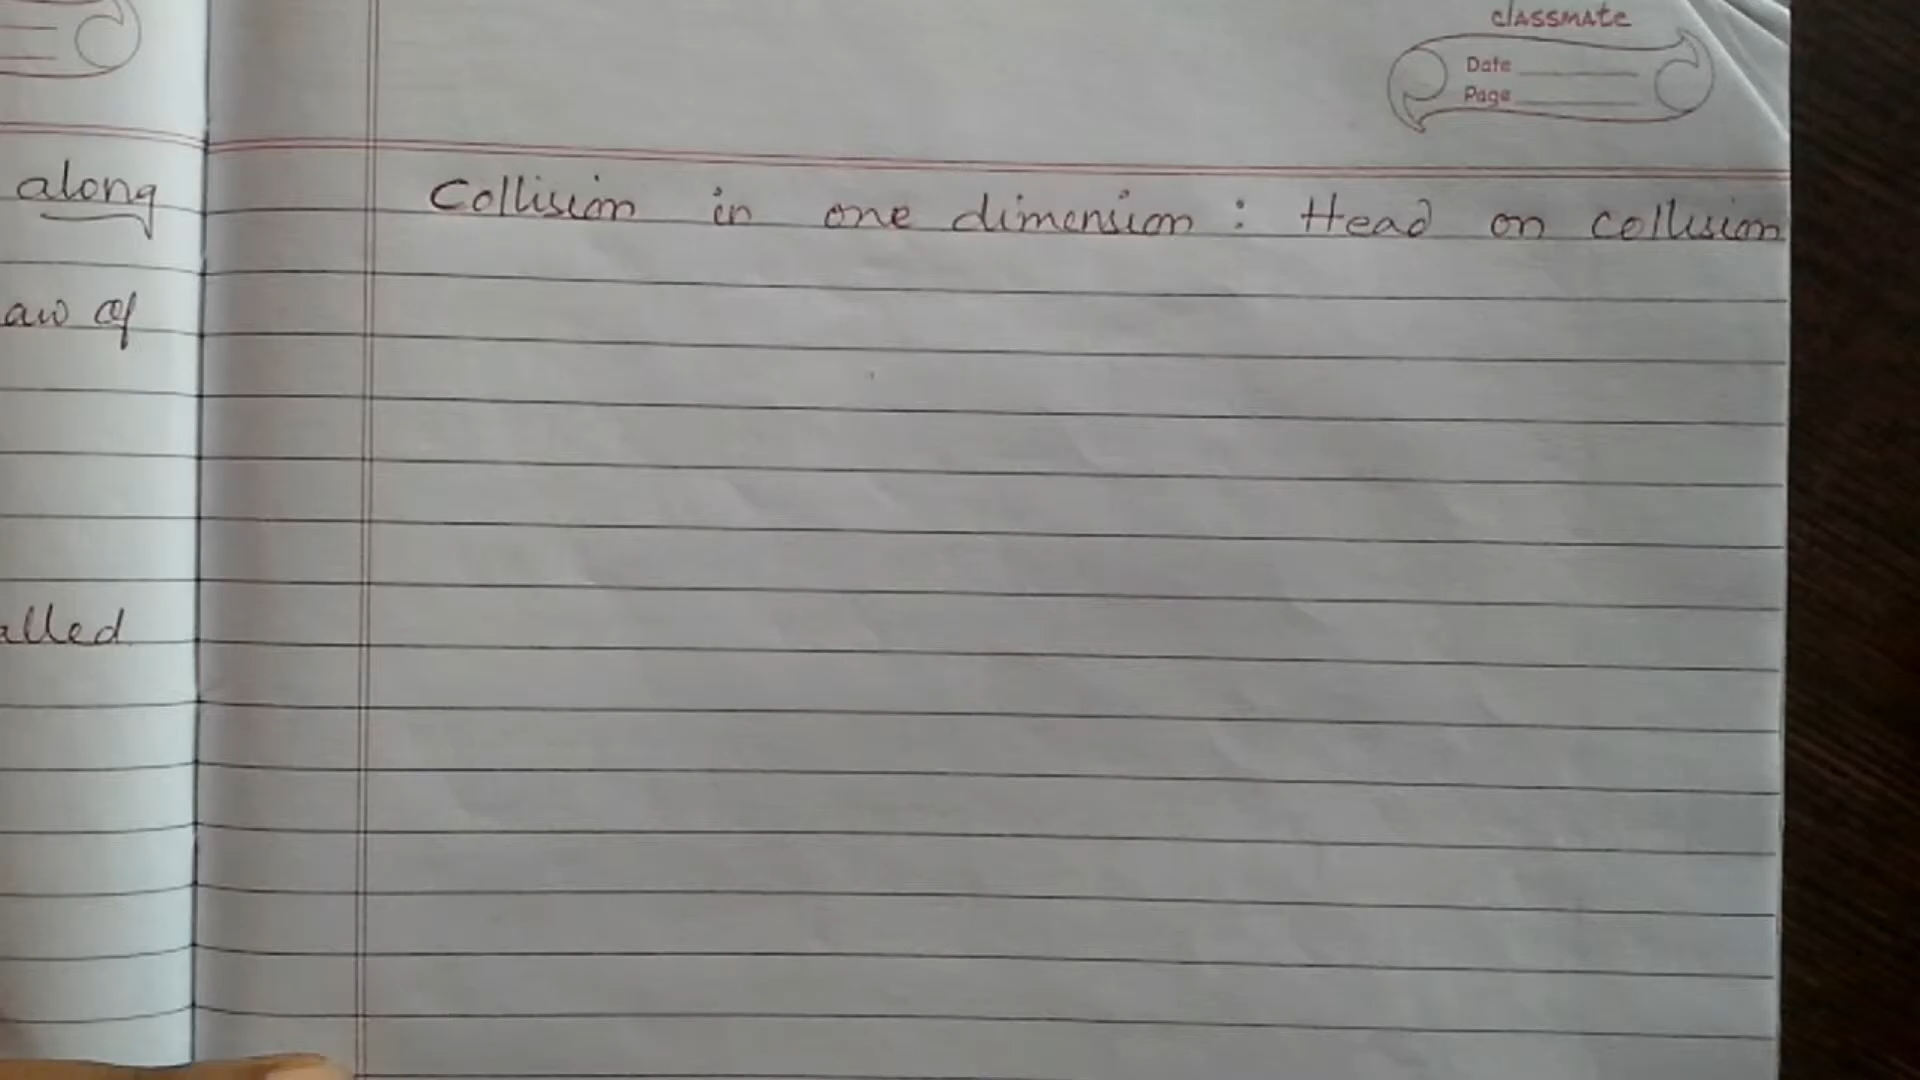 classmate
Date
Page
along
Collision in one dimension : Head on collision
aw of
alled